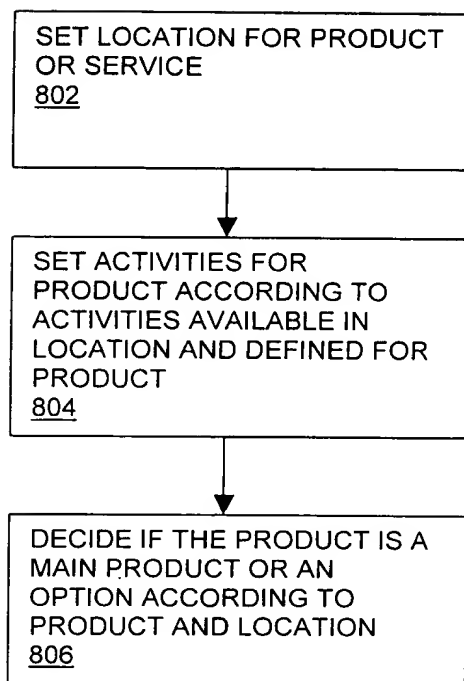 SET LOCATION FOR PRODUCT
OR SERVICE
802
SET ACTIVITIES FOR
PRODUCT ACCORDING TO
ACTIVITIES AVAILABLE IN
LOCATION AND DEFINED FOR
PRODUCT
804
DECIDE IF THE PRODUCT IS A
MAIN PRODUCT OR AN
OPTION ACCORDING TO
PRODUCT AND LOCATION
806